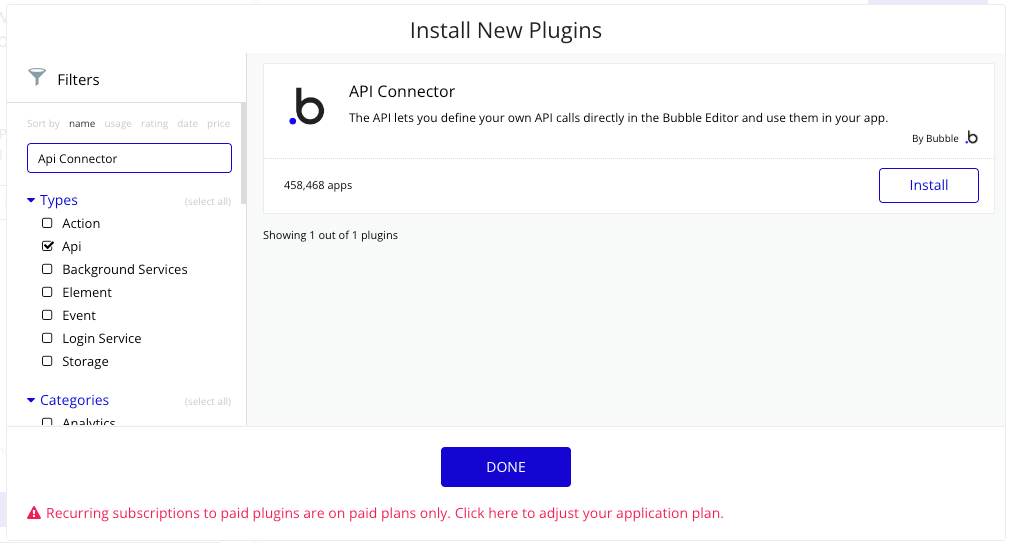 Install New Plugins
Filters
Sort by name usage rating date price
Api Connector
Types (select all)
Action
Api
Background Services
Element
Event
Login Service
Storage
Categories (select all)
Analytics
API Connector
The API lets you define your own API calls directly in the Bubble Editor and use them in your app.
By Bubble .b
458,468 apps
Install
Showing 1 out of 1 plugins
DONE
Recurring subscriptions to paid plugins are on paid plans only. Click here to adjust your application plan.